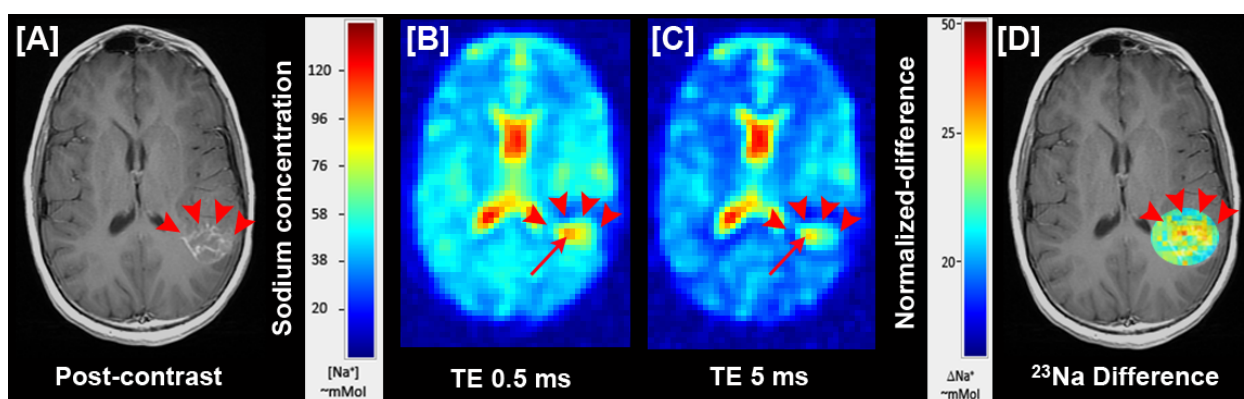 [A]
Post-contrast
Sodium concentration
120
96
76
58
38
20
[Na⁺]
~mMol
[B]
TE 0.5 ms
[C]
TE 5 ms
Normalized-difference
50
25
20
ΔNa⁺
~mMol
[D]
²³Na Difference